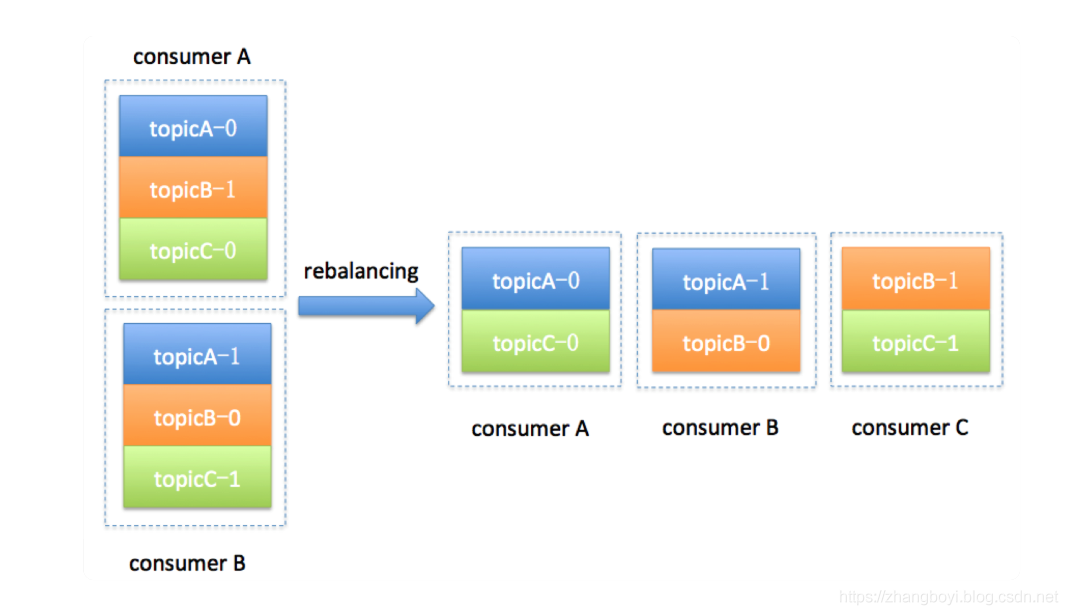 consumer A
topicA-0
topicB-1
topicC-0
topicA-1
topicB-0
topicC-1
consumer B
rebalancing
topicA-0
topicC-0
consumer A
topicA-1
topicB-0
consumer B
topicB-1
topicC-1
consumer C
https://zhangboyi.blog.csdn.net